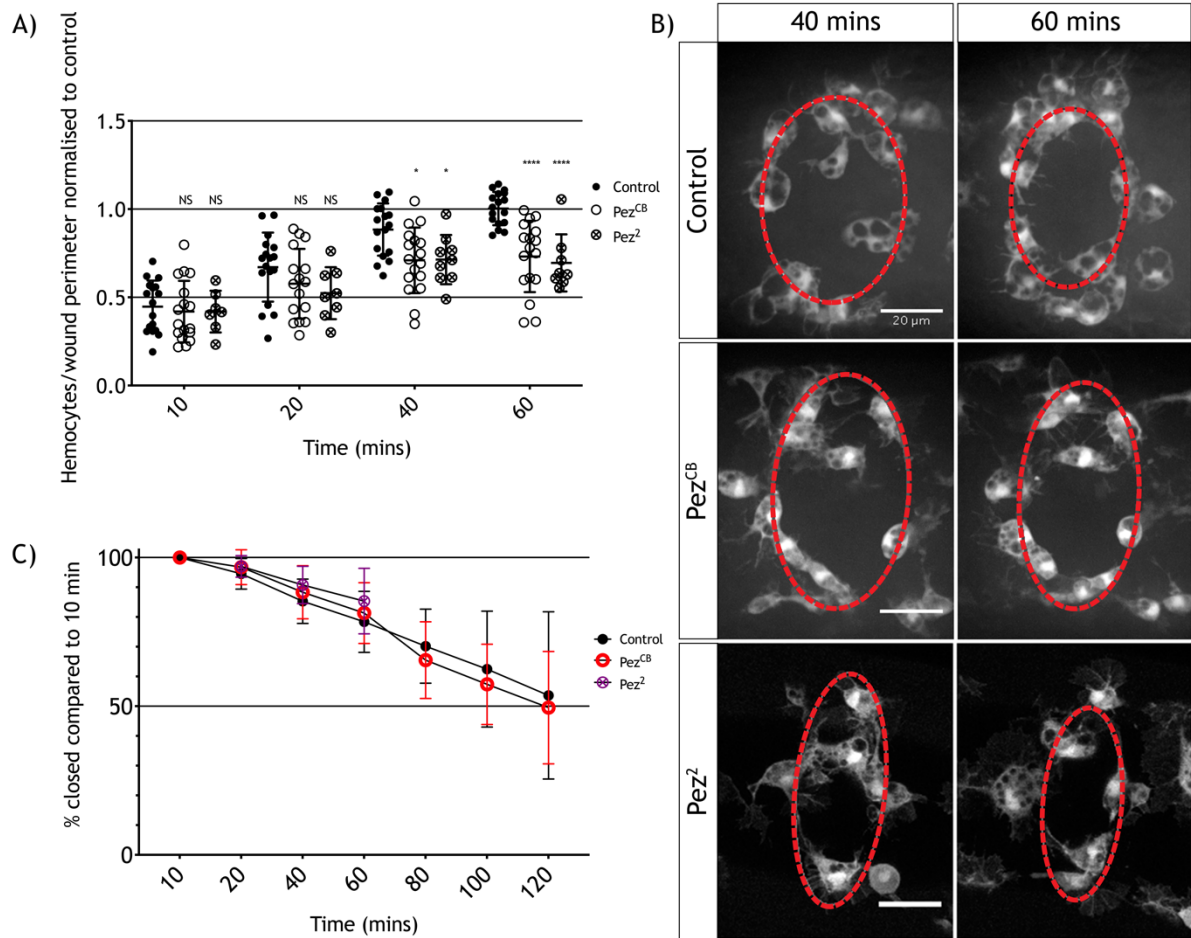 A)
Hemocytes/wound perimeter normalised to control
1.5
1.0
0.5
0.0
NS NS
NS NS
* *
**** ****
10 20 40 60
Time (mins)
Control
Pez^CB
Pez^2
B)
40 mins 60 mins
Control
20 µm
Pez^CB
Pez^2
C)
% closed compared to 10 min
100
50
0
10 20 40 60 80 100 120
Time (mins)
Control
Pez^CB
Pez^2